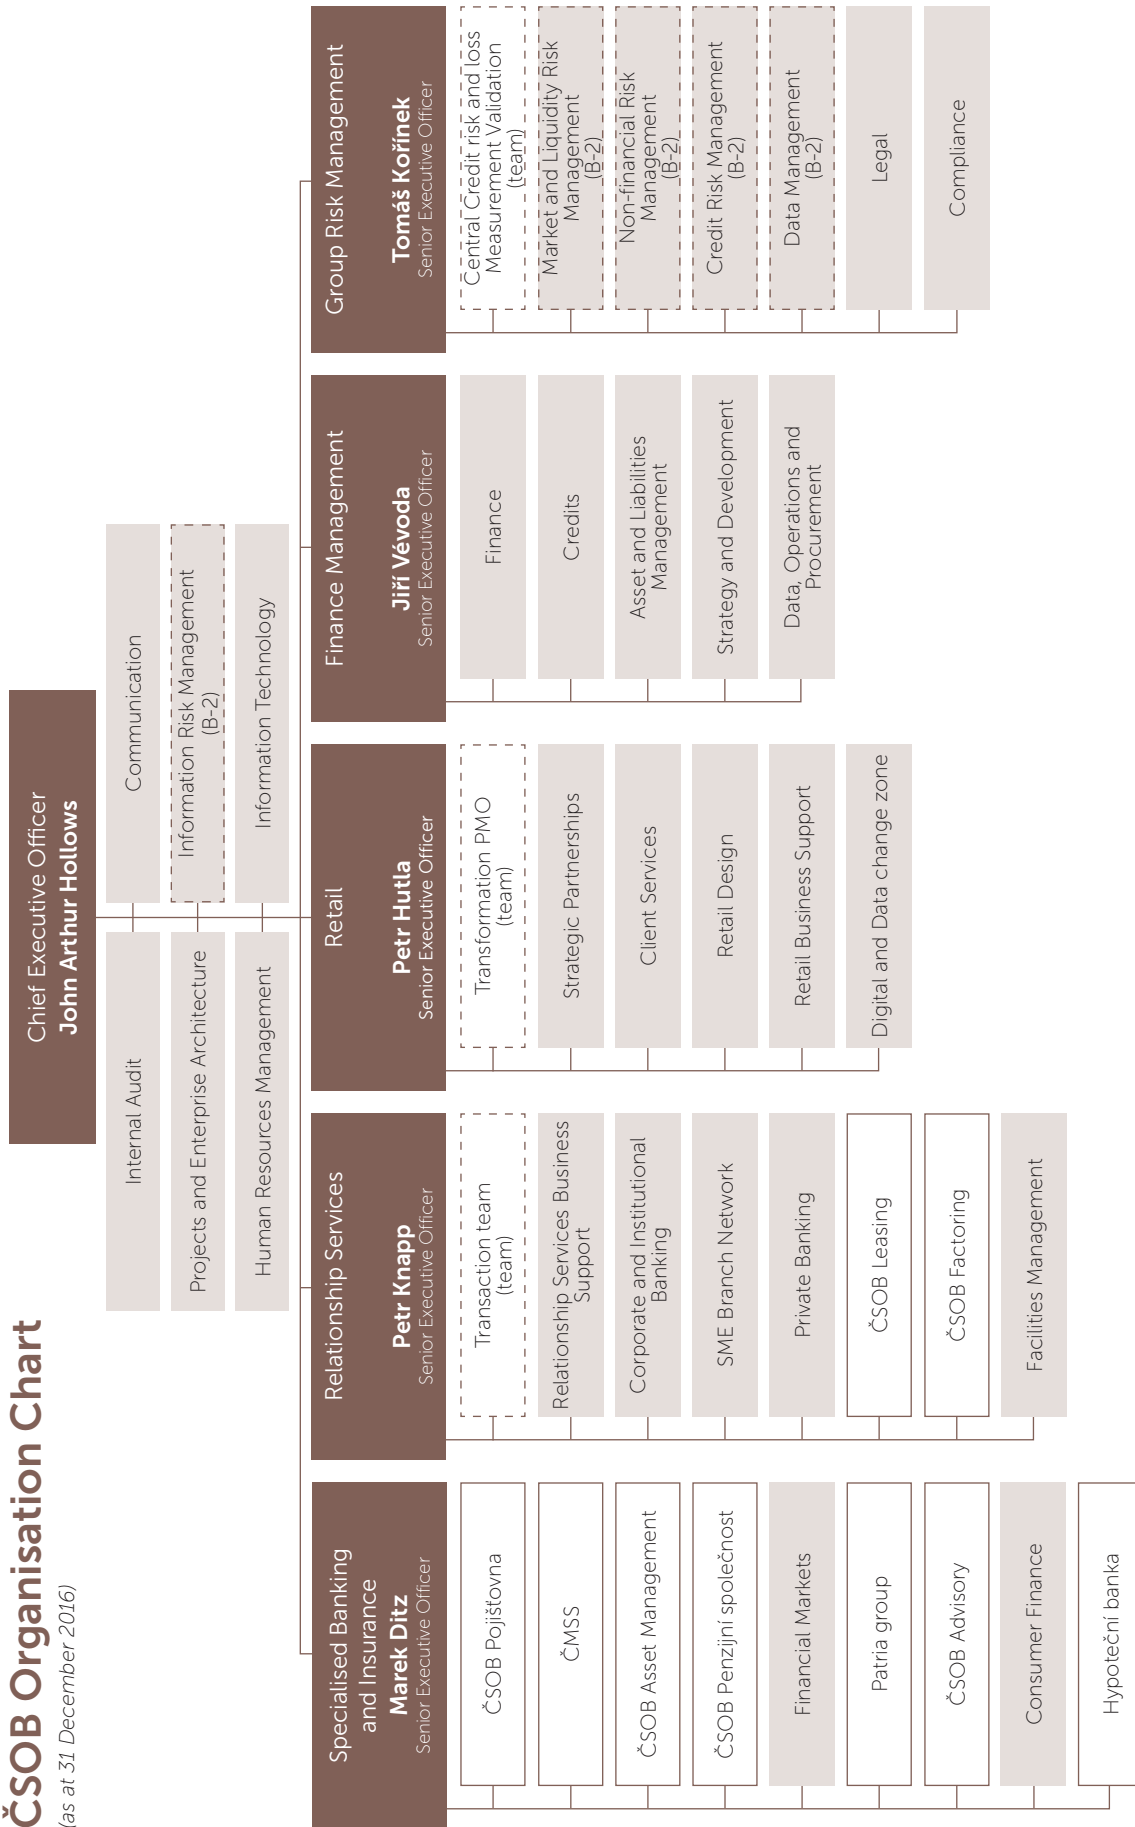 ČSOB Organisation Chart
(as at 31 December 2016)
Chief Executive Officer
John Arthur Hollows
Internal Audit
Communication
Projects and Enterprise Architecture
Information Risk Management
(B-2)
Human Resources Management
Information Technology
Specialised Banking
and Insurance
Marek Ditz
Senior Executive Officer
ČSOB Pojišťovna
ČMSS
ČSOB Asset Management
ČSOB Penzijní společnost
Financial Markets
Patria group
ČSOB Advisory
Consumer Finance
Hypoteční banka
Relationship Services
Petr Knapp
Senior Executive Officer
Transaction team
(team)
Relationship Services Business
Support
Corporate and Institutional
Banking
SME Branch Network
Private Banking
ČSOB Leasing
ČSOB Factoring
Facilities Management
Retail
Petr Hutla
Senior Executive Officer
Transformation PMO
(team)
Strategic Partnerships
Client Services
Retail Design
Retail Business Support
Digital and Data change zone
Finance Management
Jiří Vévoda
Senior Executive Officer
Finance
Credits
Asset and Liabilities
Management
Strategy and Development
Data, Operations and
Procurement
Group Risk Management
Tomáš Kořínek
Senior Executive Officer
Central Credit risk and loss
Measurement Validation
(team)
Market and Liquidity Risk
Management
(B-2)
Non-financial Risk
Management
(B-2)
Credit Risk Management
(B-2)
Data Management
(B-2)
Legal
Compliance